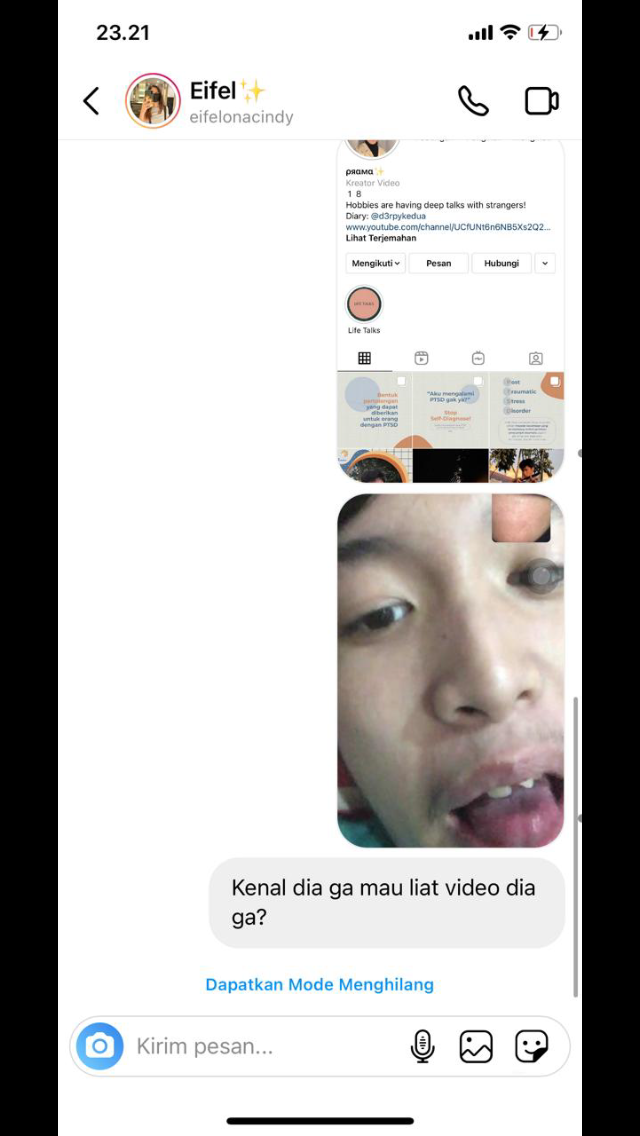 23.21
Eifel✨
eifelonacindy
ρяαмα✨
Kreator Video
1 8
Hobbies are having deep talks with strangers!
Diary: @d3rpykedua
www.youtube.com/channel/UCfUNt6n6NB5Xs2Q2...
Lihat Terjemahan
Mengikuti
Pesan
Hubungi
Life Talks
Bentuk
yang dapat
diberikan
untuk orang
dengan PTSD
"Aku mengalami
PTSD gak ya?"
Stop
Self-Diagnose!
Post
Traumatic
Stress
Disorder
Kenal dia ga mau liat video dia
ga?
Dapatkan Mode Menghilang
Kirim pesan...